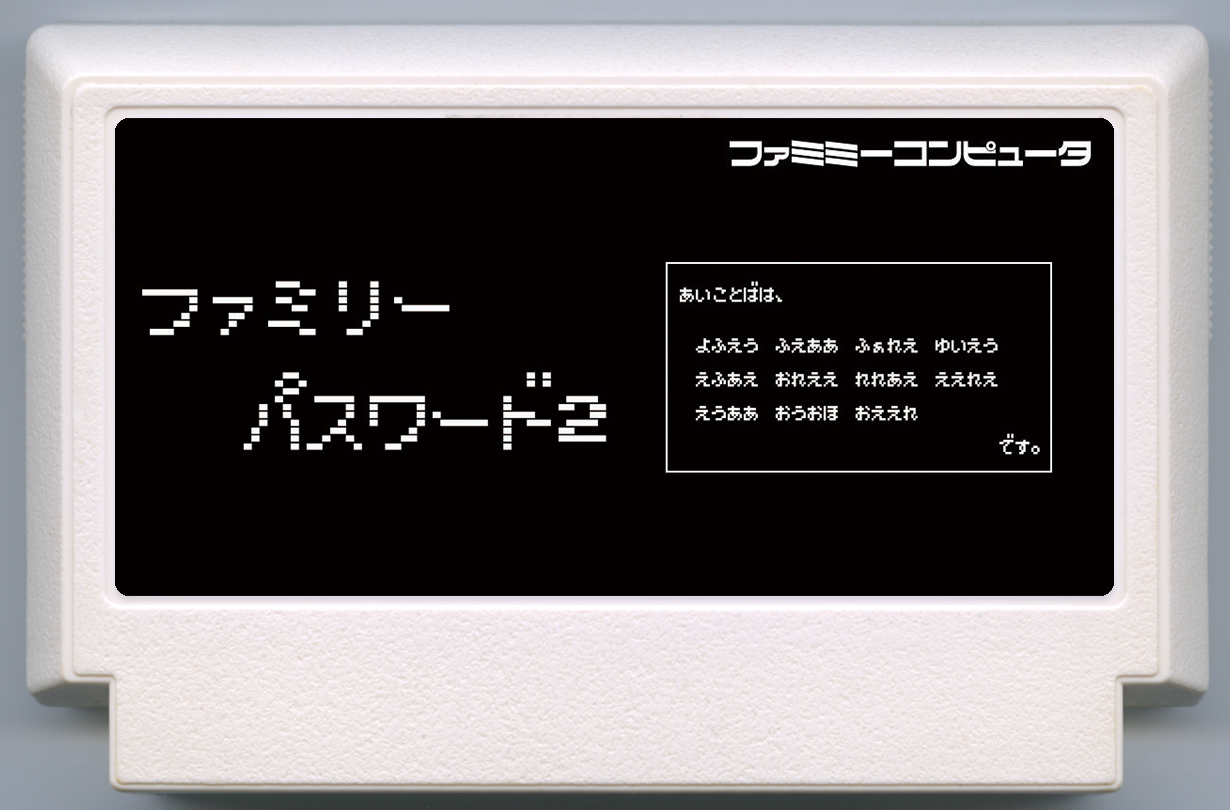 ファミリーコンピュータ
ファミリー
パスワード2
あいことばは、
よふえう ふえああ ふぁれえ ゆいえう
えふあえ おれええ れれあえ ええれえ
えうああ おうおほ おええれ
です。